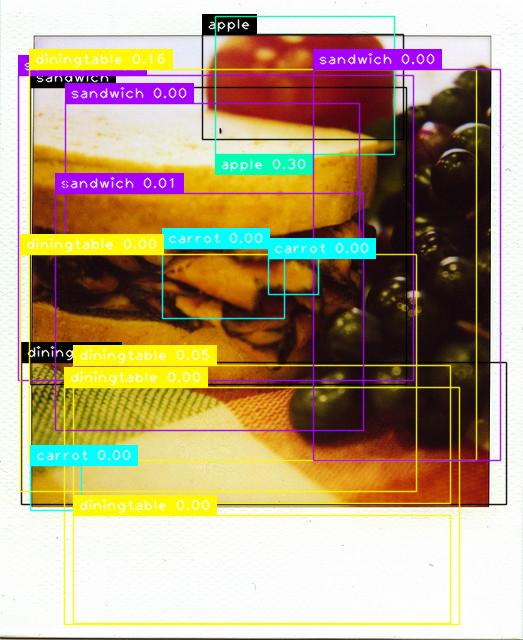 apple
diningtable 0.16
sandwich 0.00
sandwich
sandwich 0.00
apple 0.30
sandwich 0.01
diningtable 0.00
carrot 0.00
carrot 0.00
dining
diningtable 0.05
diningtable 0.00
carrot 0.00
diningtable 0.00